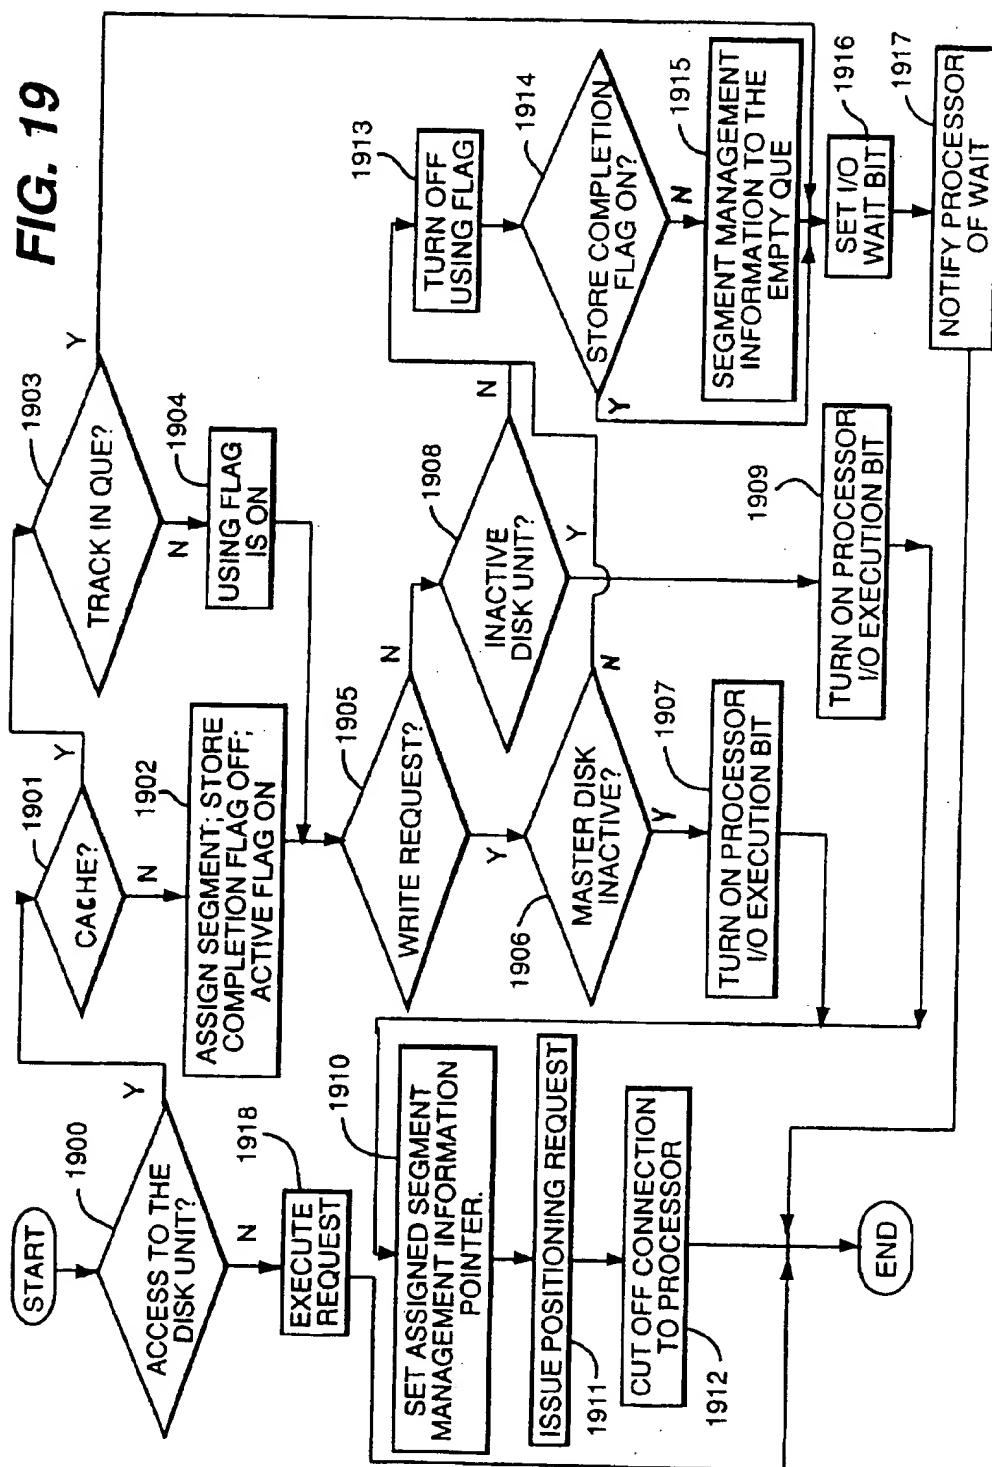 FIG. 19
START
1900
ACCESS TO THE
DISK UNIT?
Y
N
1918
EXECUTE
REQUEST
1901
CACHE?
Y
N
1902
ASSIGN SEGMENT; STORE
COMPLETION FLAG OFF;
ACTIVE FLAG ON
1903
TRACK IN QUE?
Y
N
1904
USING FLAG
IS ON
1905
WRITE REQUEST?
N
Y
1906
MASTER DISK
INACTIVE?
N
Y
1907
TURN ON PROCESSOR
I/O EXECUTION BIT
1908
INACTIVE
DISK UNIT?
N
Y
1909
TURN ON PROCESSOR
I/O EXECUTION BIT
1910
SET ASSIGNED SEGMENT
MANAGEMENT INFORMATION
POINTER.
ISSUE POSITIONING REQUEST
1911
CUT OFF CONNECTION
TO PROCESSOR
1912
1913
TURN OFF
USING FLAG
1914
STORE COMPLETION
FLAG ON?
Y
N
1915
SEGMENT MANAGEMENT
INFORMATION TO THE
EMPTY QUE
1916
SET I/O
WAIT BIT
1917
NOTIFY PROCESSOR
OF WAIT
END